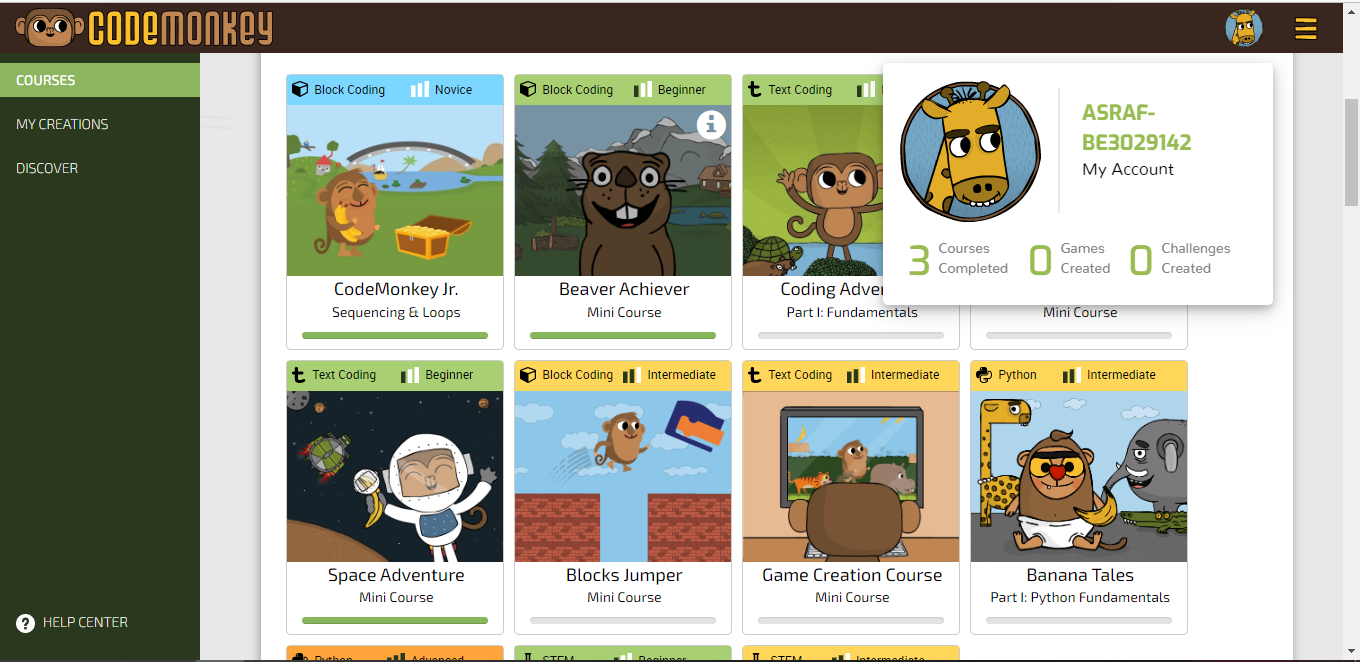 CODEMONKEY
COURSES
MY CREATIONS
DISCOVER
HELP CENTER
Block Coding Novice
CodeMonkey Jr.
Sequencing & Loops
Block Coding Beginner
Beaver Achiever
Mini Course
Text Coding
Coding Adve
Part I: Fundamentals
Mini Course
ASRAF-
BE3029142
My Account
3 Courses
Completed
0 Games
Created
0 Challenges
Created
Text Coding Beginner
Space Adventure
Mini Course
Block Coding Intermediate
Blocks Jumper
Mini Course
Text Coding Intermediate
Game Creation Course
Mini Course
Python Intermediate
Banana Tales
Part I: Python Fundamentals
Python Advanced
STEM Beginner
STEM Intermediate